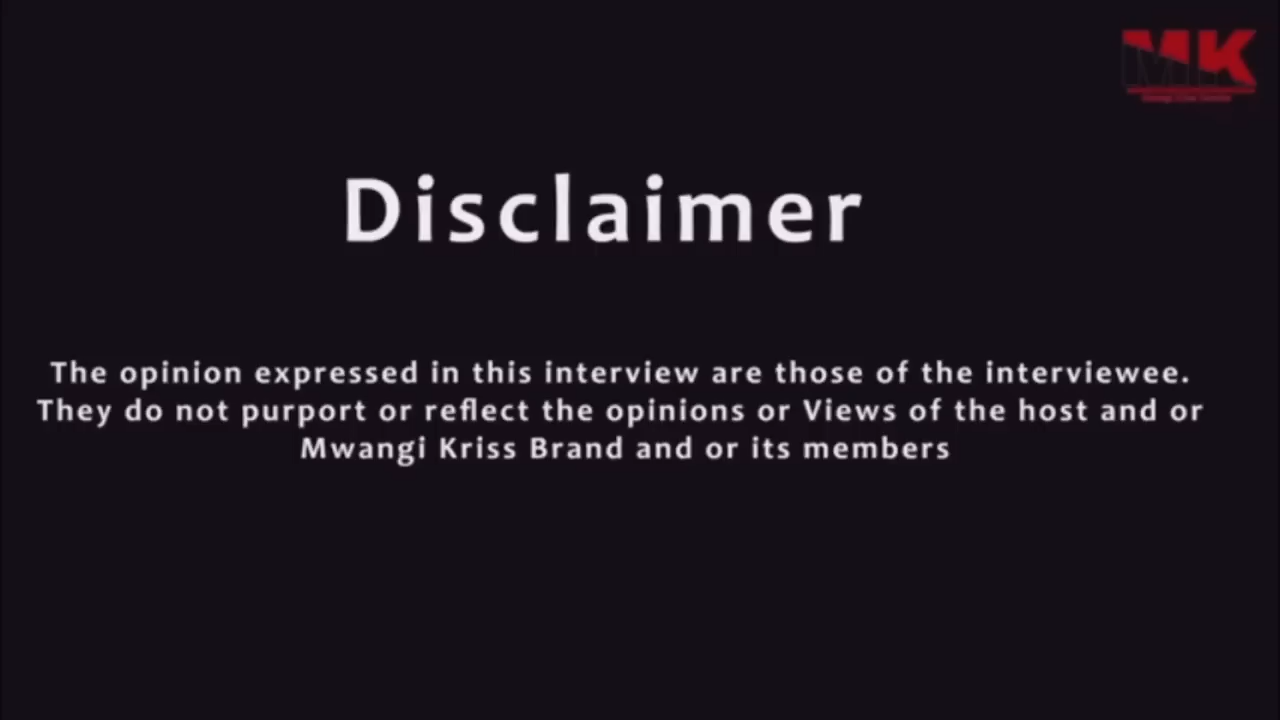 MK
Disclaimer
The opinion expressed in this interview are those of the interviewee.
They do not purport or reflect the opinions or Views of the host and or
Mwangi Kriss Brand and or its members